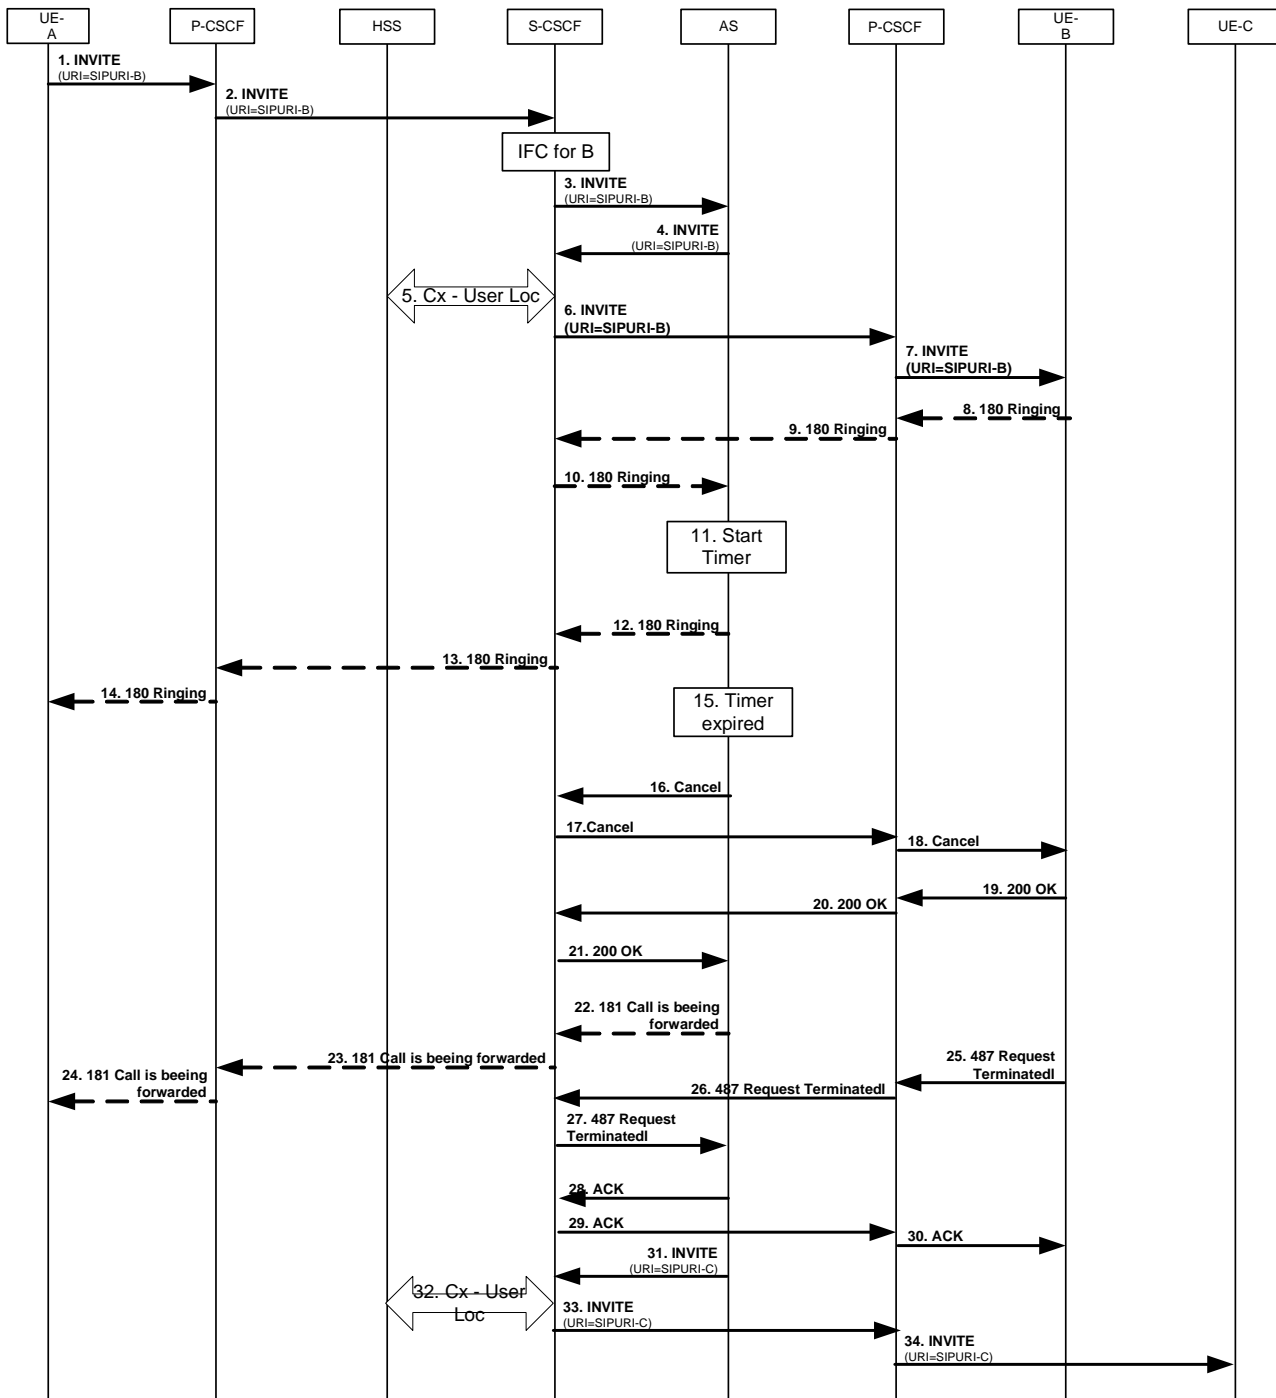 UE-
A
P-CSCF
HSS
S-CSCF
AS
P-CSCF
UE-
B
UE-C
1. INVITE
(URI=SIPURI-B)
2. INVITE
(URI=SIPURI-B)
IFC for B
3. INVITE
(URI=SIPURI-B)
4. INVITE
(URI=SIPURI-B)
5. Cx - User Loc
6. INVITE
(URI=SIPURI-B)
7. INVITE
(URI=SIPURI-B)
8. 180 Ringing
9. 180 Ringing
10. 180 Ringing
11. Start
Timer
12. 180 Ringing
13. 180 Ringing
14. 180 Ringing
15. Timer
expired
16. Cancel
17.Cancel
18. Cancel
19. 200 OK
20. 200 OK
21. 200 OK
22. 181 Call is beeing
forwarded
23. 181 Call is beeing forwarded
24. 181 Call is beeing
forwarded
25. 487 Request
TerminatedI
26. 487 Request TerminatedI
27. 487 Request
TerminatedI
28. ACK
29. ACK
30. ACK
31. INVITE
(URI=SIPURI-C)
32. Cx - User
Loc
33. INVITE
(URI=SIPURI-C)
34. INVITE
(URI=SIPURI-C)